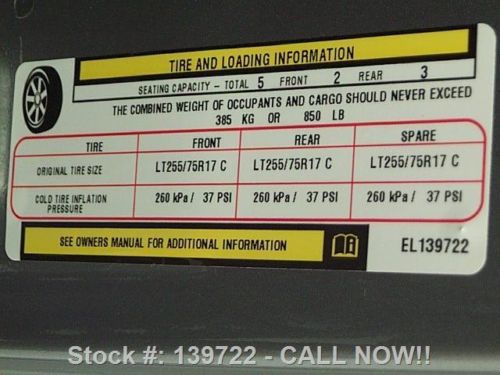 TIRE AND LOADING INFORMATION
SEATING CAPACITY - TOTAL 5 FRONT 2 REAR 3
THE COMBINED WEIGHT OF OCCUPANTS AND CARGO SHOULD NEVER EXCEED
385 KG OR 850 LB
TIRE FRONT REAR SPARE
ORIGINAL TIRE SIZE LT255/75R17 C LT255/75R17 C LT255/75R17 C
COLD TIRE INFLATION
PRESSURE 260 kPa / 37 PSI 260 kPa / 37 PSI 260 kPa / 37 PSI
SEE OWNERS MANUAL FOR ADDITIONAL INFORMATION
EL139722
Stock #: 139722 - CALL NOW!!